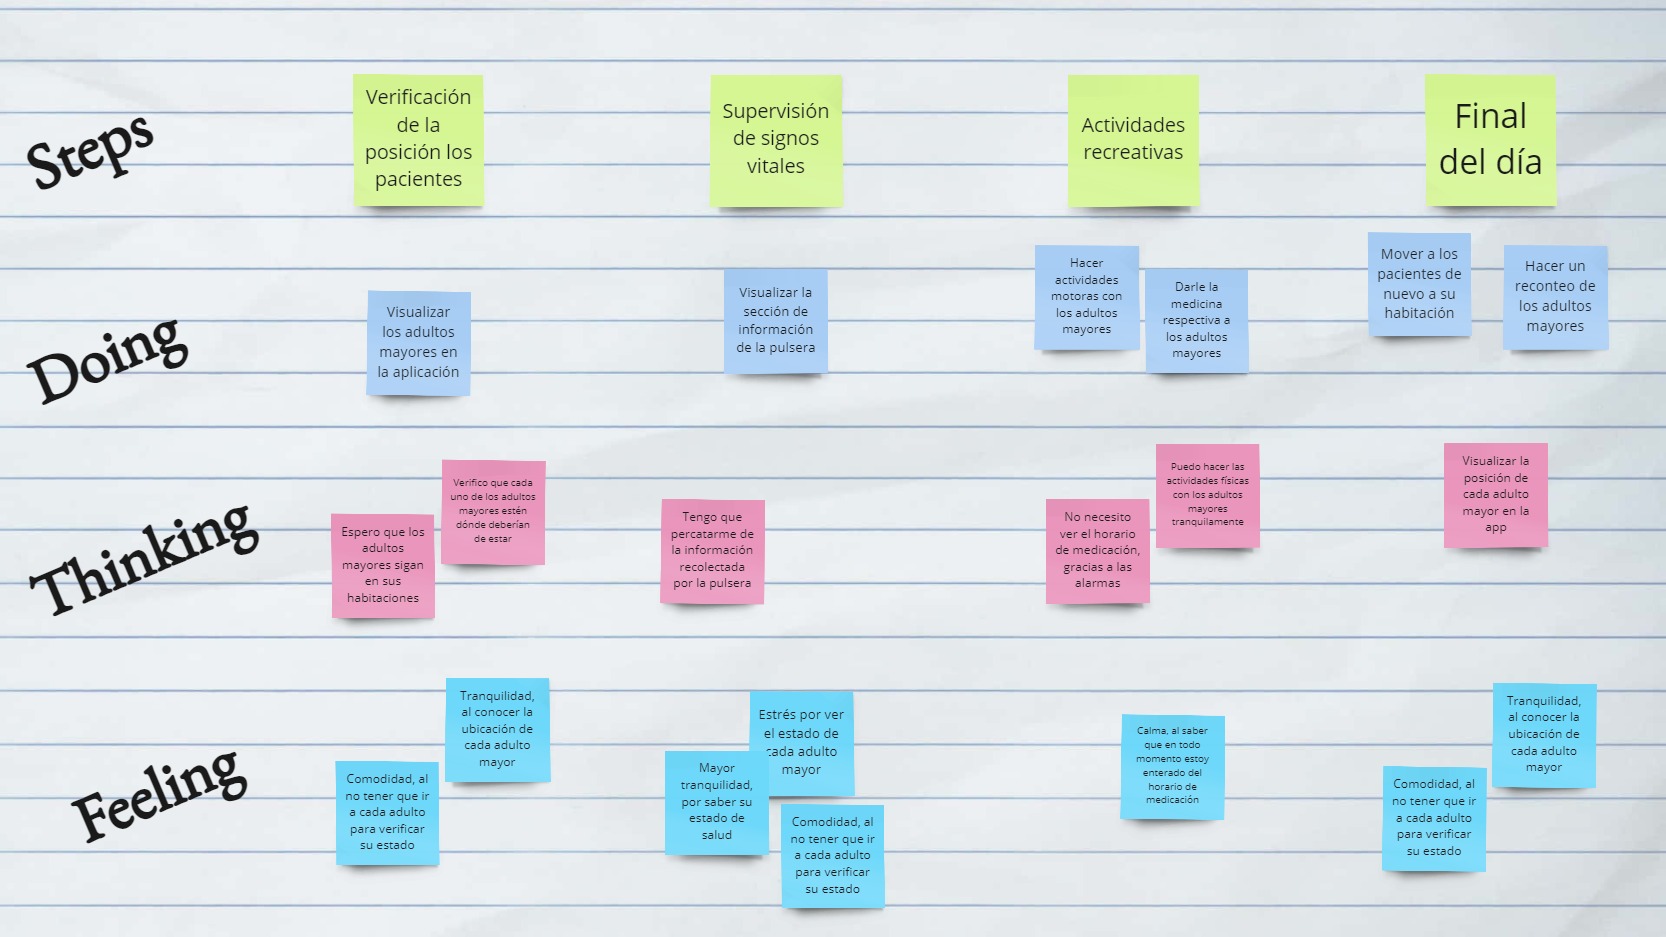 Steps
Verificación
de la
posición los
pacientes
Supervisión
de signos
vitales
Actividades
recreativas
Final
del día
Doing
Visualizar
los adultos
mayores en
la aplicación
Visualizar la
sección de
información
de la pulsera
Hacer
actividades
motoras con
los adultos
mayores
Darle la
medicina
respectiva a
los adultos
mayores
Mover a los
pacientes de
nuevo a su
habitación
Hacer un
reconteo de
los adultos
mayores
Thinking
Espero que los
adultos
mayores sigan
en sus
habitaciones
Verifico que cada
uno de los adultos
mayores estén
dónde deberían
de estar
Tengo que
percatarme de
la información
recolectada
por la pulsera
No necesito
ver el horario
de medicación,
gracias a las
alarmas
Puedo hacer las
actividades físicas
con los adultos
mayores
tranquilamente
Visualizar la
posición de
cada adulto
mayor en la
app
Feeling
Comodidad, al
no tener que ir
a cada adulto
para verificar
su estado
Tranquilidad,
al conocer la
ubicación de
cada adulto
mayor
Estrés por ver
el estado de
cada adulto
mayor
Mayor
tranquilidad,
por saber su
estado de
salud
Comodidad, al
no tener que ir
a cada adulto
para verificar
su estado
Calma, al saber
que en todo
momento estoy
enterado del
horario de
medicación
Comodidad, al
no tener que ir
a cada adulto
para verificar
su estado
Tranquilidad,
al conocer la
ubicación de
cada adulto
mayor